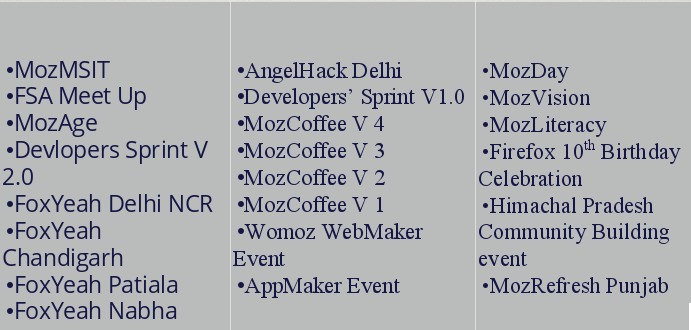 •MozMSIT
•FSA Meet Up
•MozAge
•Devlopers Sprint V
2.0
•FoxYeah Delhi NCR
•FoxYeah
Chandigarh
•FoxYeah Patiala
•FoxYeah Nabha
•AngelHack Delhi
•Developers’ Sprint V1.0
•MozCoffee V 4
•MozCoffee V 3
•MozCoffee V 2
•MozCoffee V 1
•Womoz WebMaker
Event
•AppMaker Event
•MozDay
•MozVision
•MozLiteracy
•Firefox 10th Birthday
Celebration
•Himachal Pradesh
Community Building
event
•MozRefresh Punjab